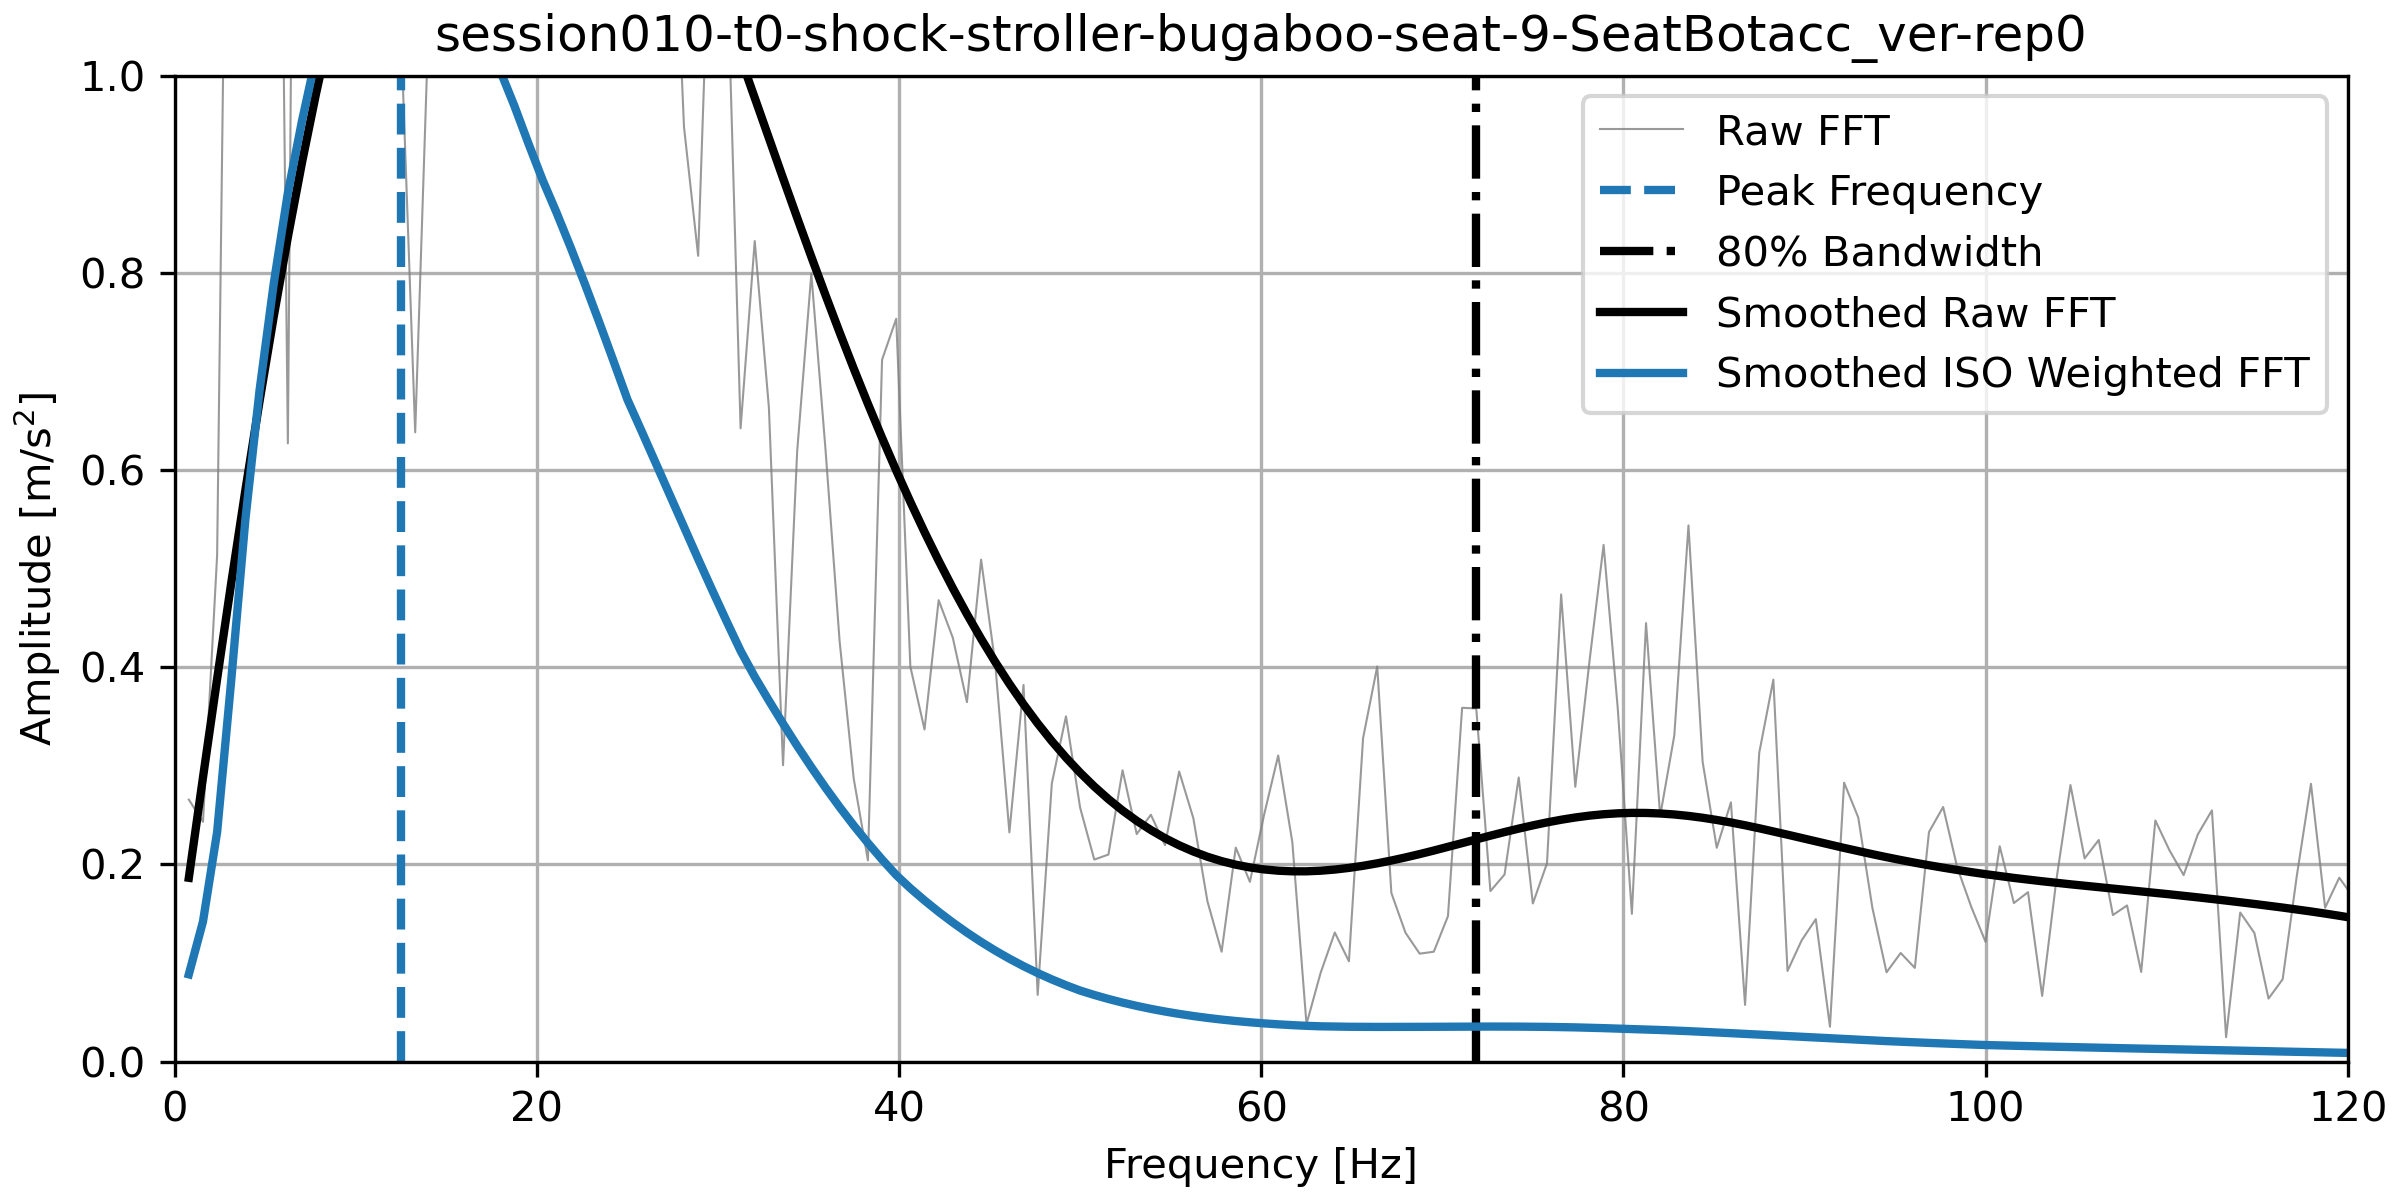 session010-t0-shock-stroller-bugaboo-seat-9-SeatBotacc_ver-rep0
1.0
0.8
0.6
0.4
0.2
0.0
Amplitude [m/s²]
Raw FFT
Peak Frequency
80% Bandwidth
Smoothed Raw FFT
Smoothed ISO Weighted FFT
0 20 40 60 80 100 120
Frequency [Hz]